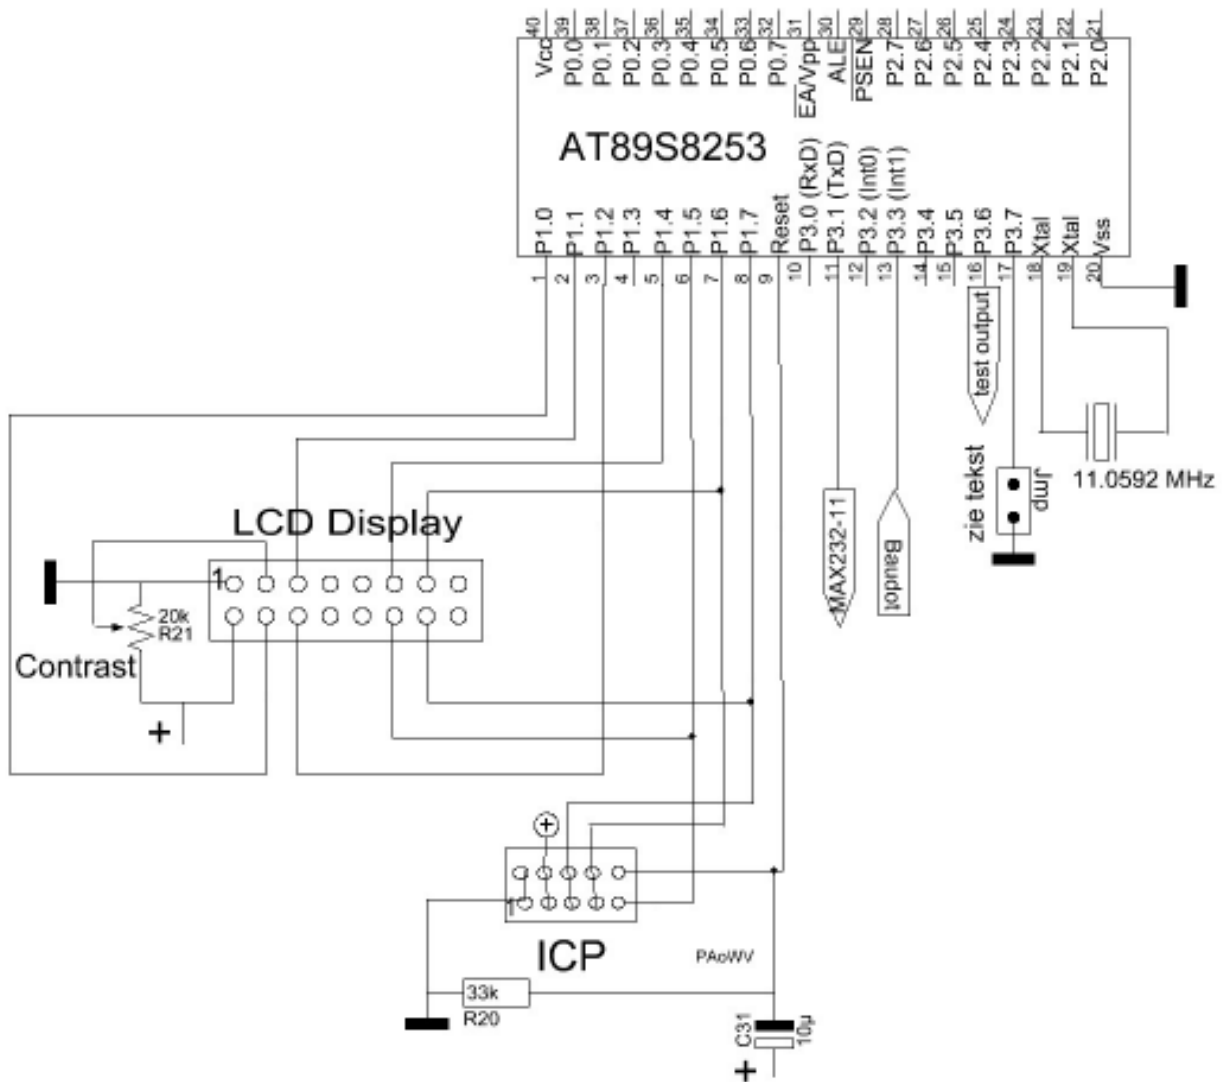 40 39 38 37 36 35 34 33 32 31 30 29 28 27 26 25 24 23 22 21
Vcc P0.0 P0.1 P0.2 P0.3 P0.4 P0.5 P0.6 P0.7 EA/Vpp ALE PSEN P2.7 P2.6 P2.5 P2.4 P2.3 P2.2 P2.1 P2.0
AT89S8253
P1.0 P1.1 P1.2 P1.3 P1.4 P1.5 P1.6 P1.7 Reset P3.0 (RxD) P3.1 (TxD) P3.2 (Int0) P3.3 (Int1) P3.4 P3.5 P3.6 P3.7 Xtal Xtal Vss
1 2 3 4 5 6 7 8 9 10 11 12 13 14 15 16 17 18 19 20
test output
zie tekst
Jmp
11.0592 MHz
MAX232-11
Baudot
LCD Display
1
20k
R21
Contrast
+
+
1
ICP
PAoWV
33k
R20
C31
10µ
+